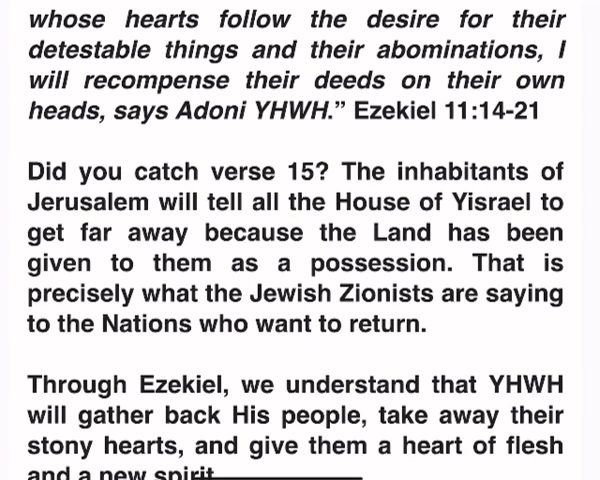 whose hearts follow the desire for their
detestable things and their abominations, I
will recompense their deeds on their own
heads, says Adoni YHWH.” Ezekiel 11:14-21
Did you catch verse 15? The inhabitants of
Jerusalem will tell all the House of Yisrael to
get far away because the Land has been
given to them as a possession. That is
precisely what the Jewish Zionists are saying
to the Nations who want to return.
Through Ezekiel, we understand that YHWH
will gather back His people, take away their
stony hearts, and give them a heart of flesh
and a new spirit